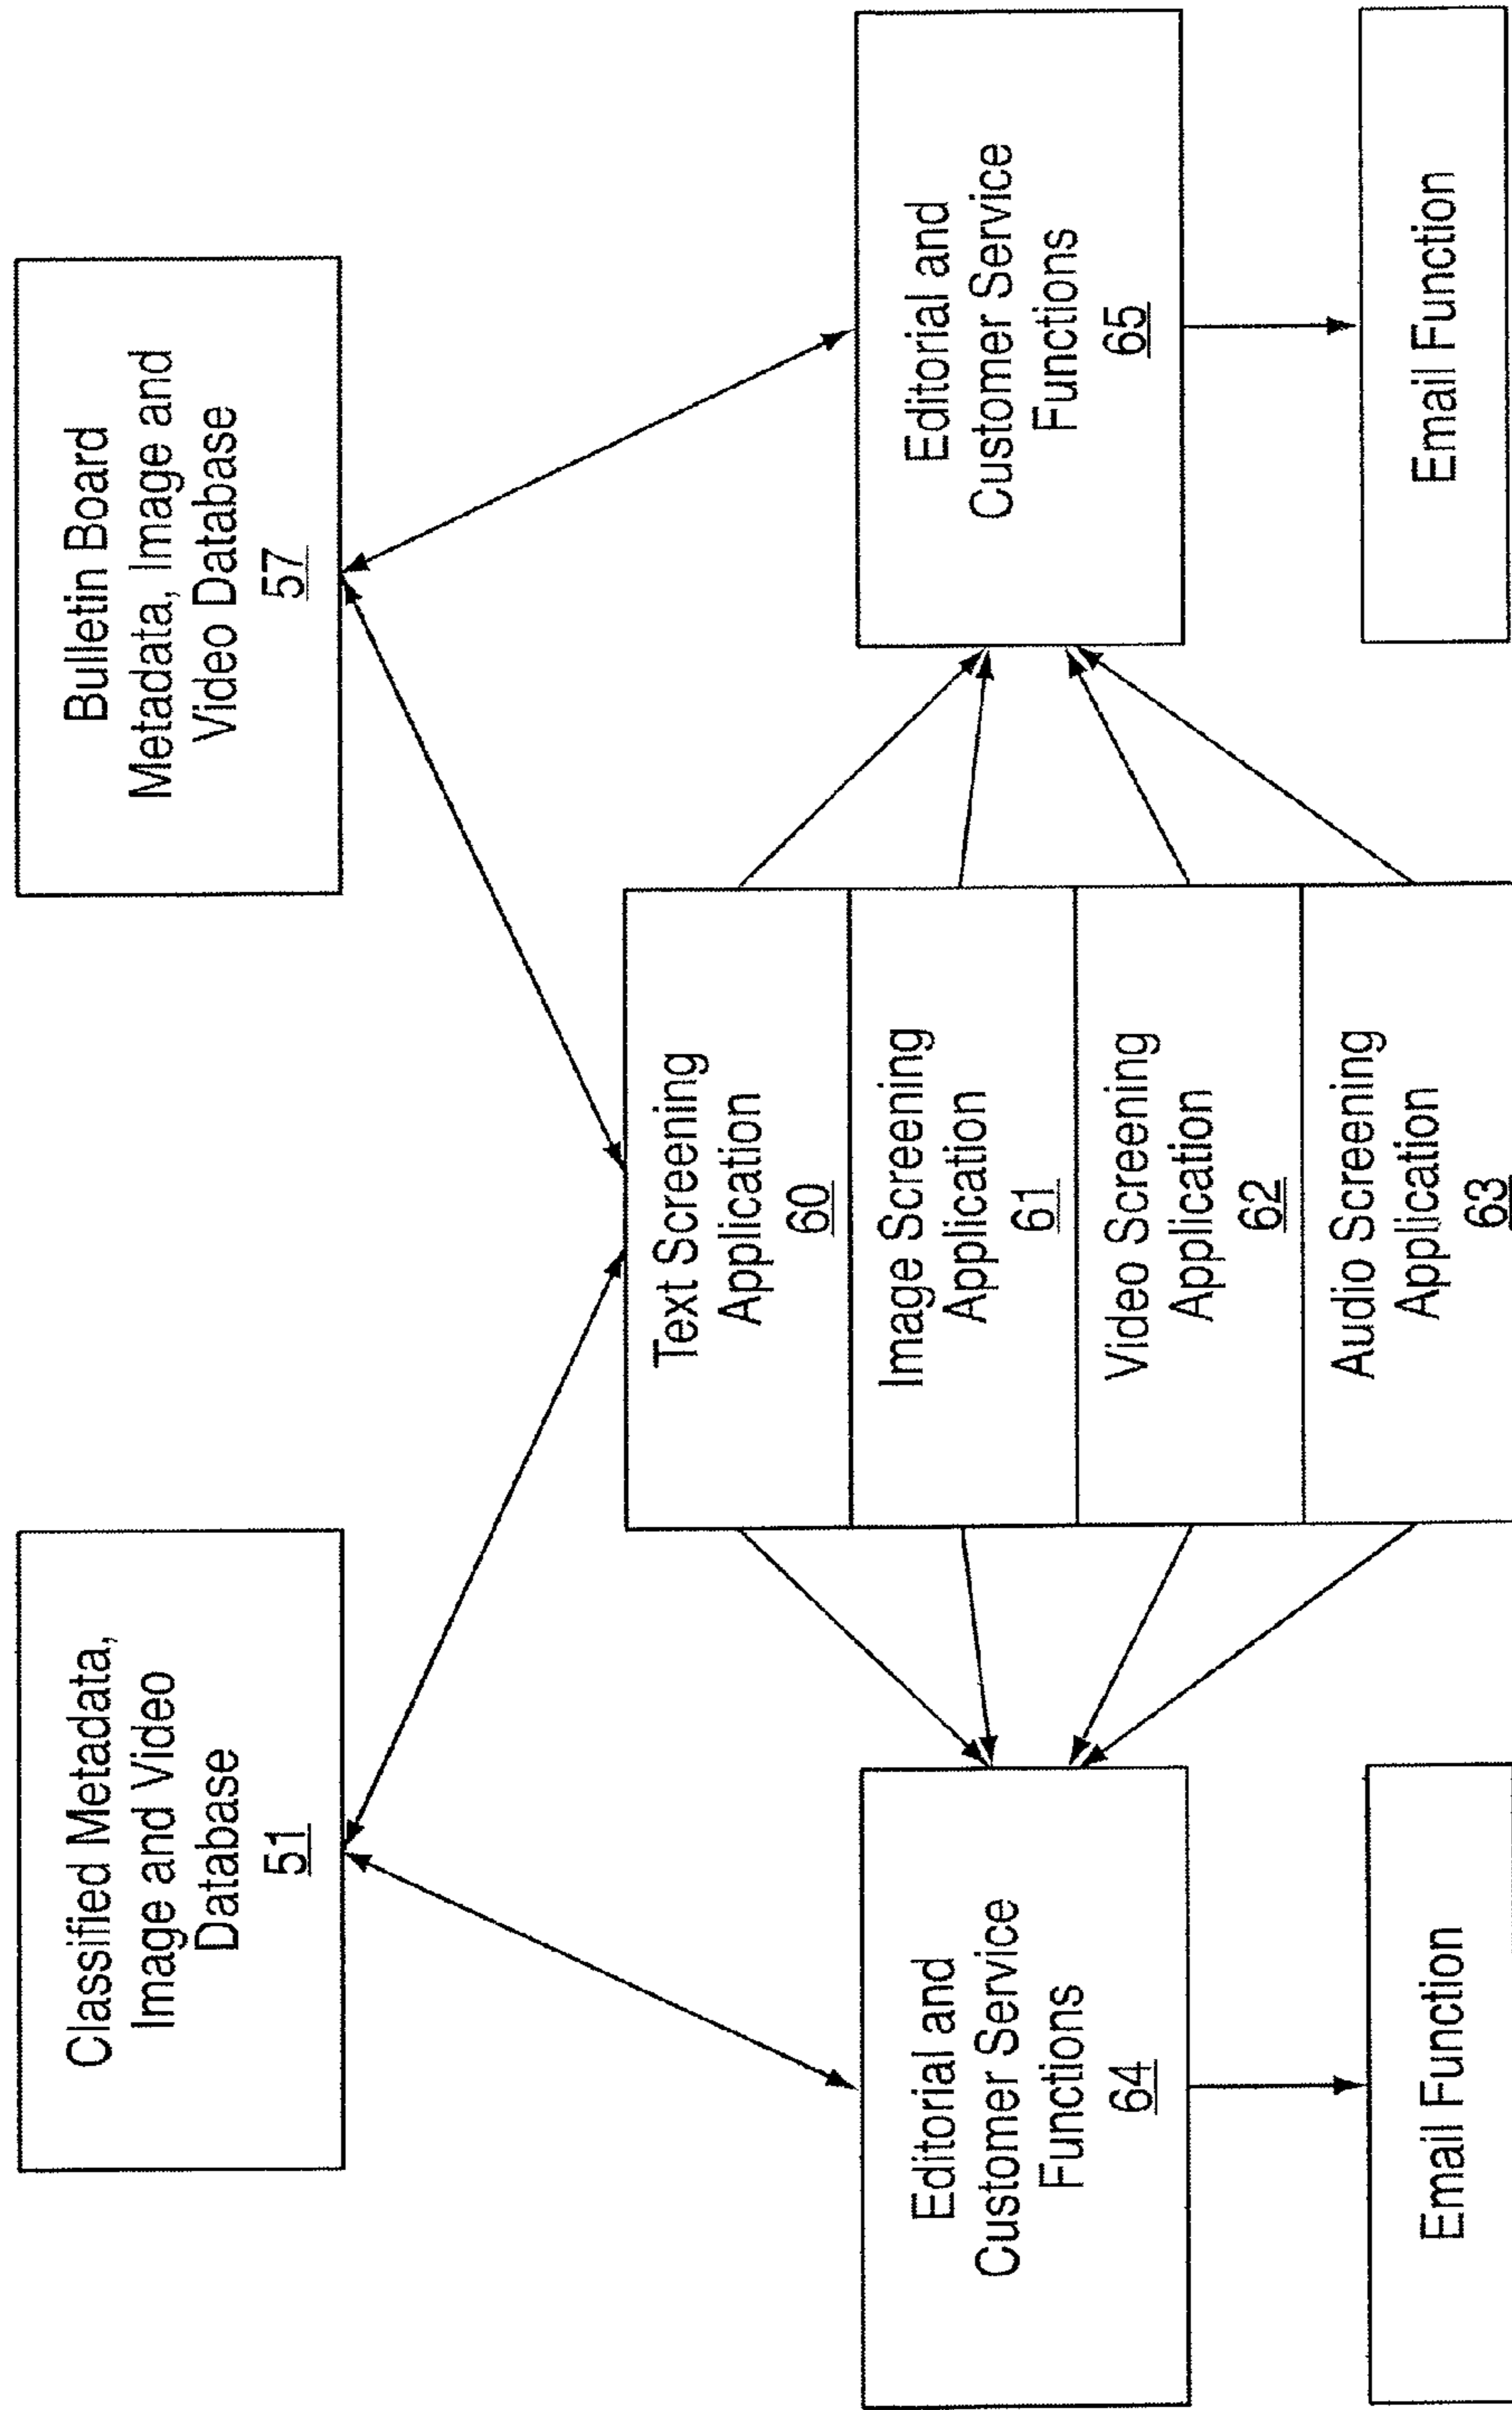 Classified Metadata,
Image and Video
Database
51
Bulletin Board
Metadata, Image and
Video Database
57
Text Screening
Application
60
Image Screening
Application
61
Video Screening
Application
62
Audio Screening
Application
63
Editorial and
Customer Service
Functions
64
Editorial and
Customer Service
Functions
65
Email Function
Email Function